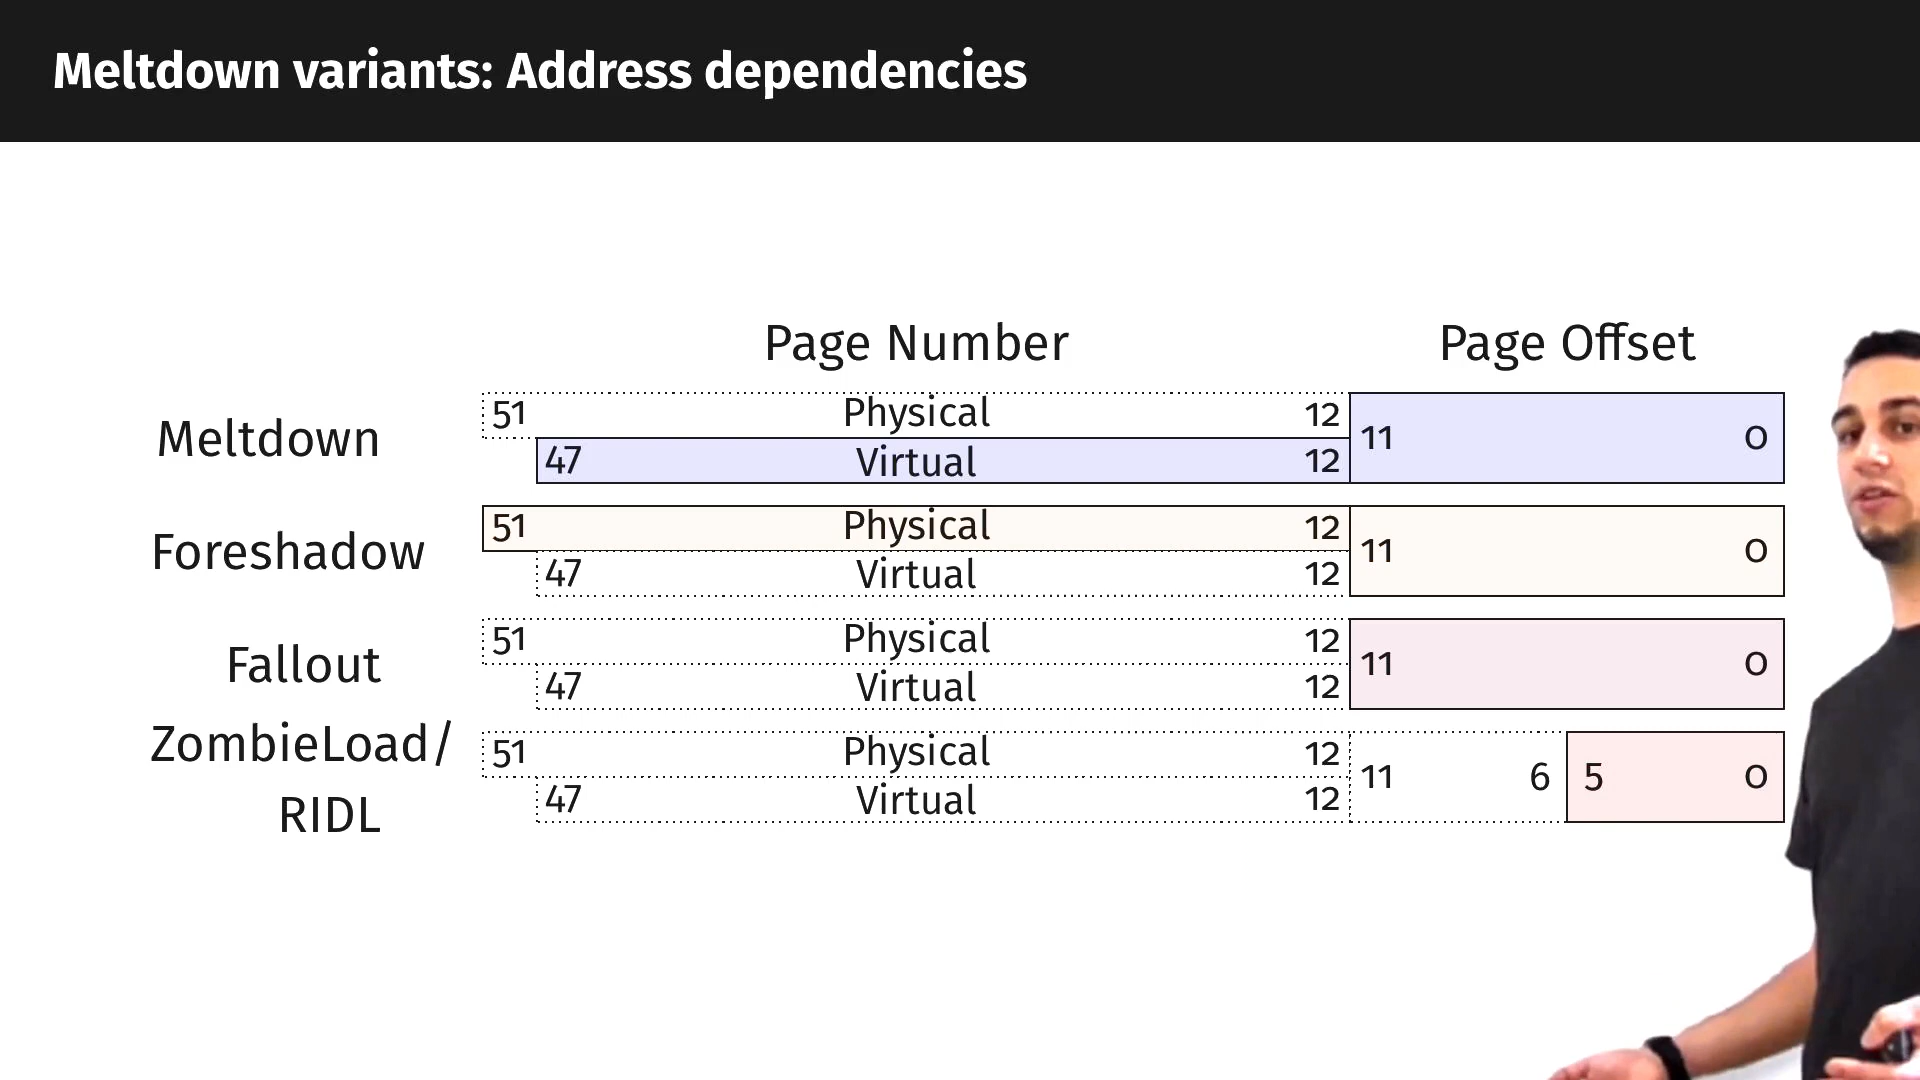 Meltdown variants: Address dependencies
Page Number Page Offset
Meltdown
51 Physical 12
47 Virtual 12
11 0
Foreshadow
51 Physical 12
47 Virtual 12
11 0
Fallout
51 Physical 12
47 Virtual 12
11 0
ZombieLoad/
RIDL
51 Physical 12
47 Virtual 12
11 6 5 0